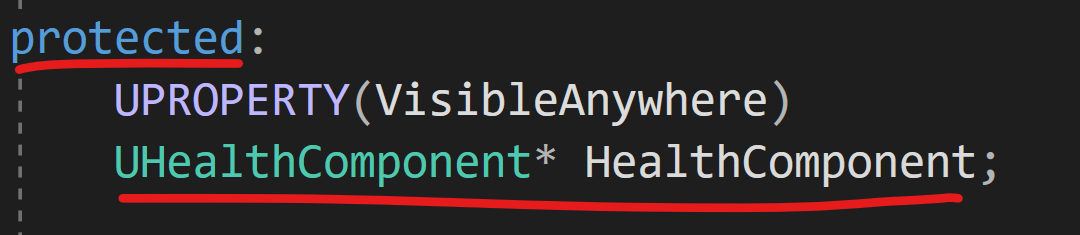 protected:
UPROPERTY(VisibleAnywhere)
UHealthComponent* HealthComponent;